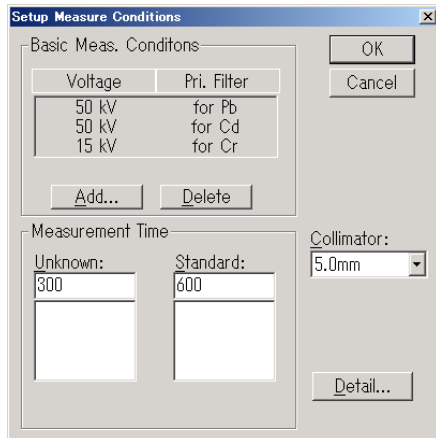 Setup Measure Conditions
Basic Meas. Conditons
Voltage Pri. Filter
50 kV for Pb
50 kV for Cd
15 kV for Cr
Add... Delete
OK
Cancel
Measurement Time
Unknown: Standard:
300 600
Collimator:
5.0mm
Detail...